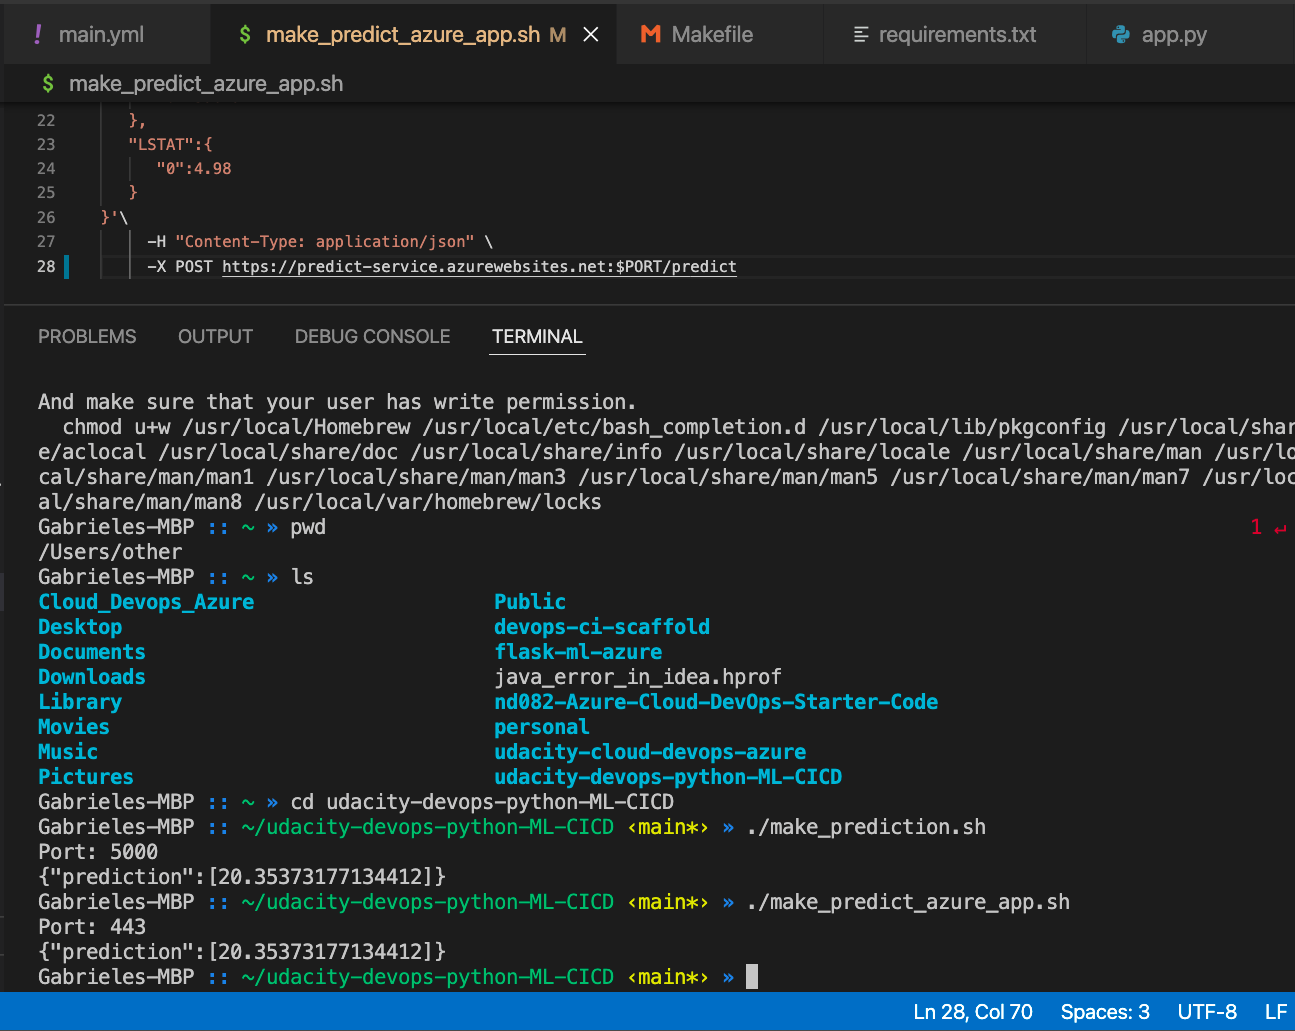 ! main.yml
$ make_predict_azure_app.sh M
M Makefile
requirements.txt
app.py
$ make_predict_azure_app.sh
22 },
23 "LSTAT":{
24 "0":4.98
25 }
26 }'\
27 -H "Content-Type: application/json" \
28 -X POST https://predict-service.azurewebsites.net:$PORT/predict
PROBLEMS OUTPUT DEBUG CONSOLE TERMINAL
And make sure that your user has write permission.
chmod u+w /usr/local/Homebrew /usr/local/etc/bash_completion.d /usr/local/lib/pkgconfig /usr/local/shar
e/aclocal /usr/local/share/doc /usr/local/share/info /usr/local/share/locale /usr/local/share/man /usr/lo
cal/share/man/man1 /usr/local/share/man/man3 /usr/local/share/man/man5 /usr/local/share/man/man7 /usr/loc
al/share/man/man8 /usr/local/var/homebrew/locks
Gabrieles-MBP :: ~ » pwd 1 ↵
/Users/other
Gabrieles-MBP :: ~ » ls
Cloud_Devops_Azure Public
Desktop devops-ci-scaffold
Documents flask-ml-azure
Downloads java_error_in_idea.hprof
Library nd082-Azure-Cloud-DevOps-Starter-Code
Movies personal
Music udacity-cloud-devops-azure
Pictures udacity-devops-python-ML-CICD
Gabrieles-MBP :: ~ » cd udacity-devops-python-ML-CICD
Gabrieles-MBP :: ~/udacity-devops-python-ML-CICD ‹main*› » ./make_prediction.sh
Port: 5000
{"prediction":[20.35373177134412]}
Gabrieles-MBP :: ~/udacity-devops-python-ML-CICD ‹main*› » ./make_predict_azure_app.sh
Port: 443
{"prediction":[20.35373177134412]}
Gabrieles-MBP :: ~/udacity-devops-python-ML-CICD ‹main*› »
Ln 28, Col 70 Spaces: 3 UTF-8 LF